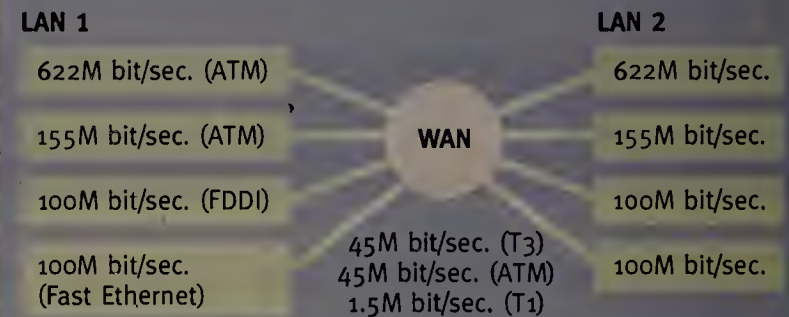 LAN 1
622M bit/sec. (ATM)
155M bit/sec. (ATM)
100M bit/sec. (FDDI)
100M bit/sec.
(Fast Ethernet)
WAN
45M bit/sec. (T3)
45M bit/sec. (ATM)
1.5M bit/sec. (T1)
LAN 2
622M bit/sec.
155M bit/sec.
100M bit/sec.
100M bit/sec.